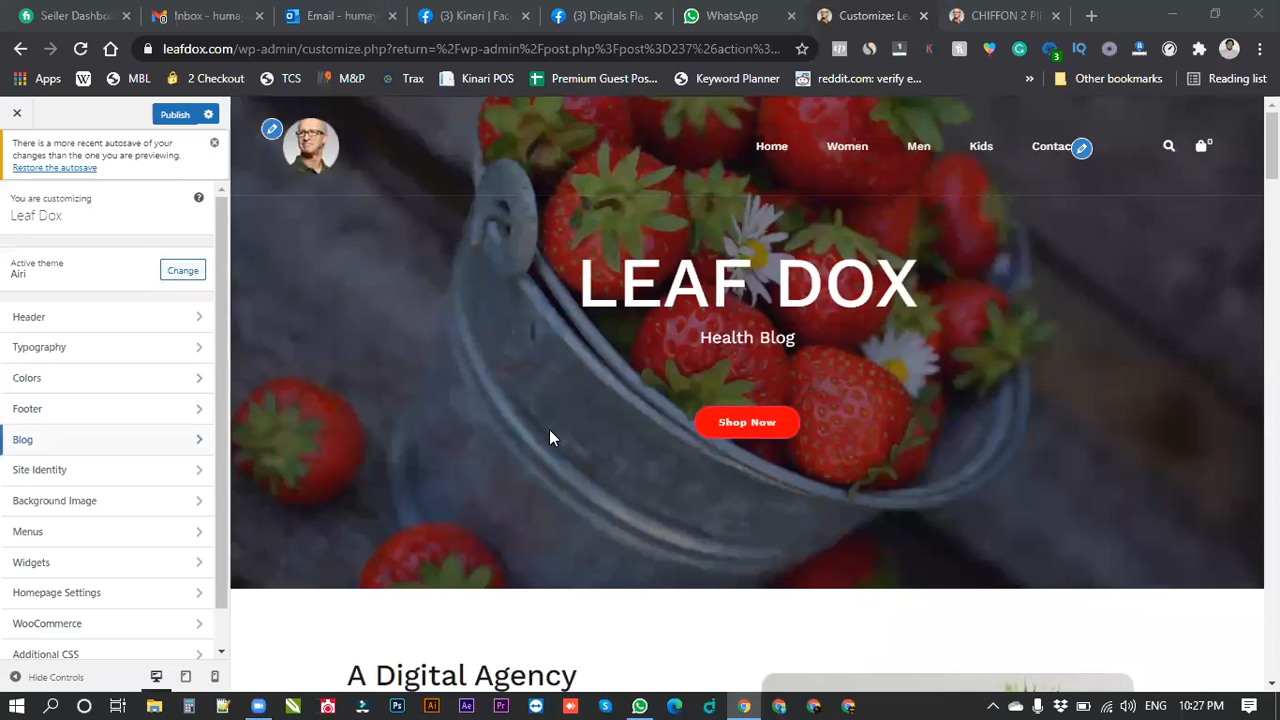 Seller Dashbo
Inbox - huma
Email - humay
(3) Kinari | Fac
(3) Digitals Fla
WhatsApp
Customize: Le
CHIFFON 2 PI
leafdox.com/wp-admin/customize.php?return=%2Fwp-admin%2Fpost.php%3Fpost%3D237%26action%3...
Apps
MBL
2 Checkout
TCS
M&P
Trax
Kinari POS
Premium Guest Pos...
Keyword Planner
reddit.com: verify e...
»
Other bookmarks
Reading list
Publish
There is a more recent autosave of your
changes than the one you are previewing.
Restore the autosave
You are customizing
Leaf Dox
Active theme
Airi
Change
Header
Typography
Colors
Footer
Blog
Site Identity
Background Image
Menus
Widgets
Homepage Settings
WooCommerce
Additional CSS
Hide Controls
Home
Women
Men
Kids
Contac
0
LEAF DOX
Health Blog
Shop Now
A Digital Agency
ENG
10:27 PM